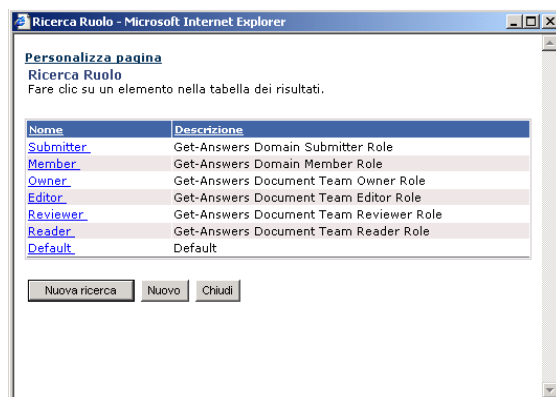 Ricerca Ruolo - Microsoft Internet Explorer
Personalizza pagina
Ricerca Ruolo
Fare clic su un elemento nella tabella dei risultati.
Nome Descrizione
Submitter Get-Answers Domain Submitter Role
Member Get-Answers Domain Member Role
Owner Get-Answers Document Team Owner Role
Editor Get-Answers Document Team Editor Role
Reviewer Get-Answers Document Team Reviewer Role
Reader Get-Answers Document Team Reader Role
Default Default
Nuova ricerca Nuovo Chiudi